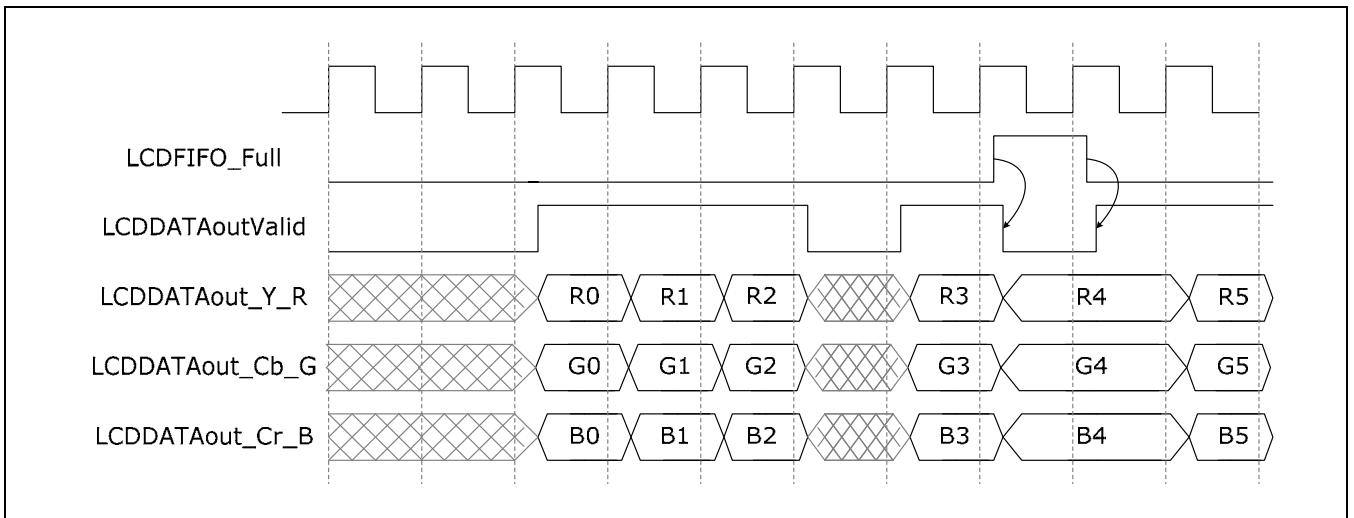 LCDFIFO_Full
LCDDATAoutValid
LCDDATAout_Y_R R0 R1 R2 R3 R4 R5
LCDDATAout_Cb_G G0 G1 G2 G3 G4 G5
LCDDATAout_Cr_B B0 B1 B2 B3 B4 B5